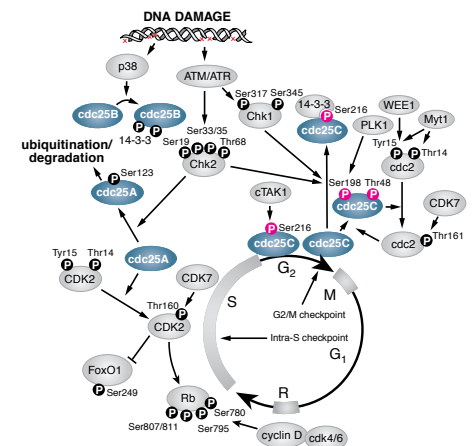 DNA DAMAGE
p38
ATM/ATR
Ser317 Ser345
P P
Chk1
14-3-3
P Ser216
cdc25C
WEE1
PLK1
Myt1
Tyr15
P P Thr14
cdc2
cdc25B
cdc25B
P P
14-3-3
Ser33/35
Ser19 P P P P Thr68
Chk2
ubiquitination/
degradation
P Ser123
cdc25A
cTAK1
P Ser216
cdc25C
cdc25C
Ser198 Thr48
P P
cdc25C
CDK7
cdc2 P
Thr161
Tyr15 Thr14
P P
CDK2
cdc25A
CDK7
Thr160
P
CDK2
G2
M
S
G2/M checkpoint
Intra-S checkpoint
G1
R
FoxO1
P
Ser249
Rb
P P P P
Ser780
Ser807/811 Ser795
cyclin D cdk4/6